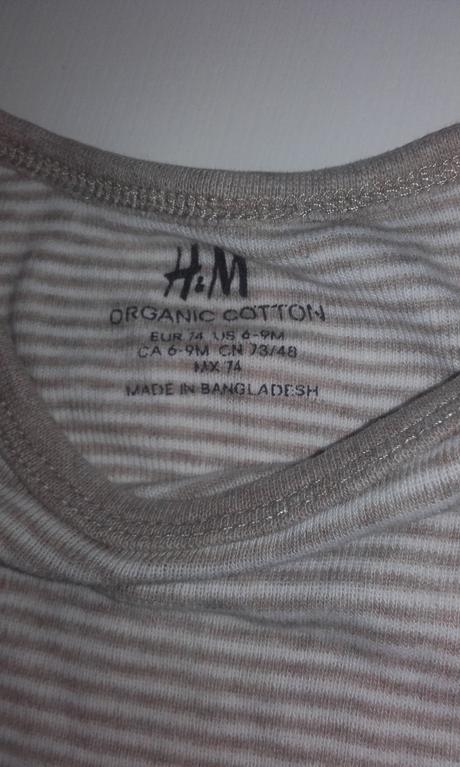 H&M
ORGANIC COTTON
EUR 74 US 6-9M
CA 6-9M CN 73/48
MX 74
MADE IN BANGLADESH